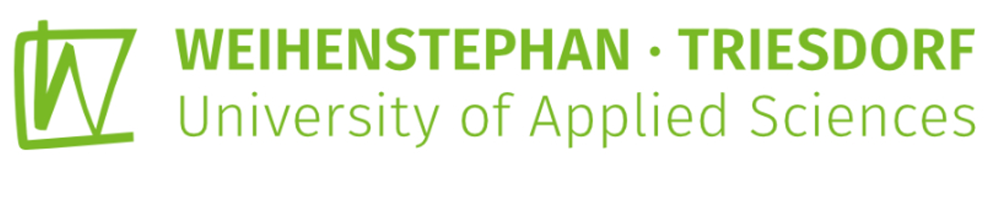 WEIHENSTEPHAN · TRIESDORF
University of Applied Sciences